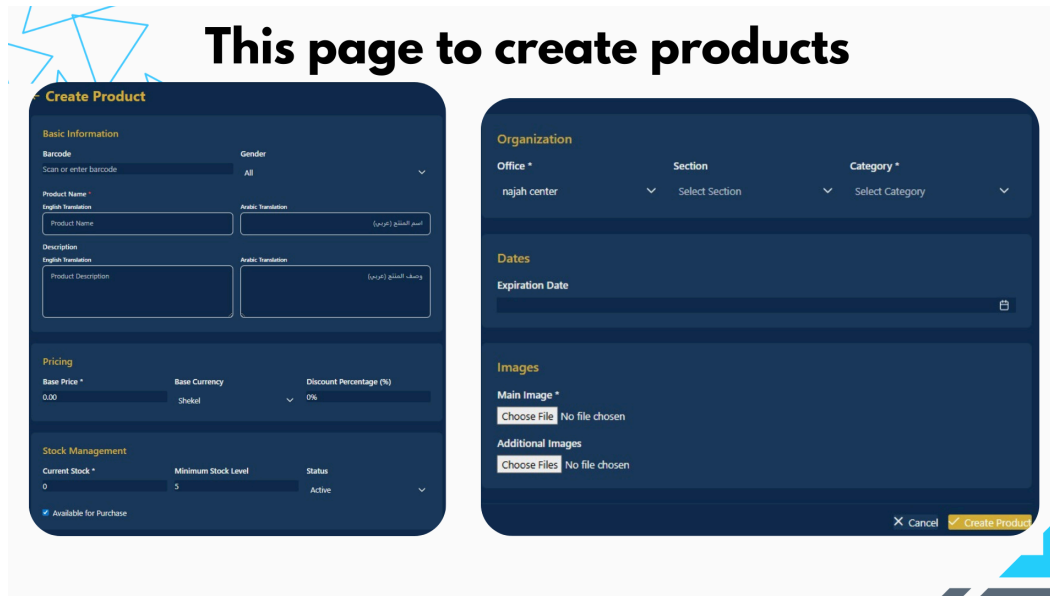 This page to create products
Create Product
Basic Information
Barcode Gender
Scan or enter barcode All
Product Name *
English Translation Arabic Translation
Product Name اسم المنتج (عربي)
Description
English Translation Arabic Translation
Product Description وصف المنتج (عربي)
Pricing
Base Price * Base Currency Discount Percentage (%)
0.00 Shekel 0%
Stock Management
Current Stock * Minimum Stock Level Status
0 5 Active
Available for Purchase
Organization
Office * Section Category *
najah center Select Section Select Category
Dates
Expiration Date
Images
Main Image *
Choose File No file chosen
Additional Images
Choose Files No file chosen
Cancel Create Product